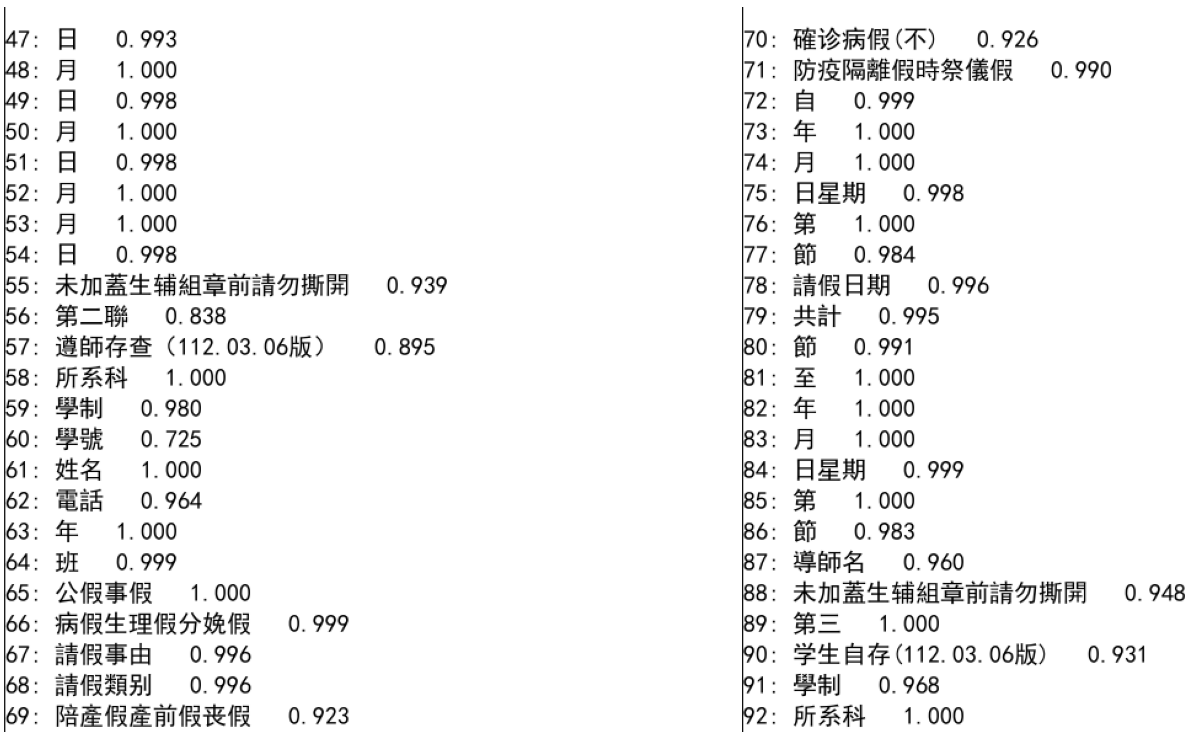 47: 日 0.993
48: 月 1.000
49: 日 0.998
50: 月 1.000
51: 日 0.998
52: 月 1.000
53: 月 1.000
54: 日 0.998
55: 未加蓋生辅組章前請勿撕開 0.939
56: 第二聯 0.838
57: 遵師存查（112.03.06版） 0.895
58: 所系科 1.000
59: 學制 0.980
60: 學號 0.725
61: 姓名 1.000
62: 電話 0.964
63: 年 1.000
64: 班 0.999
65: 公假事假 1.000
66: 病假生理假分娩假 0.999
67: 請假事由 0.996
68: 請假類别 0.996
69: 陪產假產前假丧假 0.923
70: 確诊病假(不) 0.926
71: 防疫隔離假時祭儀假 0.990
72: 自 0.999
73: 年 1.000
74: 月 1.000
75: 日星期 0.998
76: 第 1.000
77: 節 0.984
78: 請假日期 0.996
79: 共計 0.995
80: 節 0.991
81: 至 1.000
82: 年 1.000
83: 月 1.000
84: 日星期 0.999
85: 第 1.000
86: 節 0.983
87: 導師名 0.960
88: 未加蓋生辅組章前請勿撕開 0.948
89: 第三 1.000
90: 学生自存(112.03.06版) 0.931
91: 學制 0.968
92: 所系科 1.000